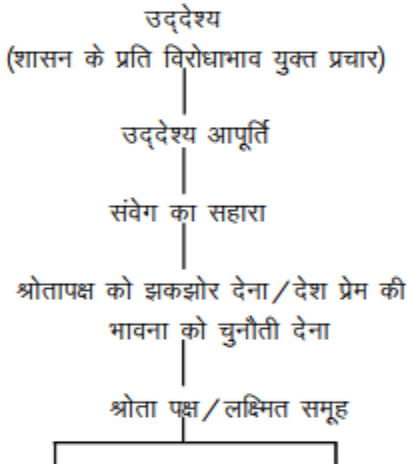 उद्देश्य
(शासन के प्रति विरोधाभाव युक्त प्रचार)
उद्देश्य आपूर्ति
संवेग का सहारा
श्रोतापक्ष को झकझोर देना/देश प्रेम की
भावना को चुनौती देना
श्रोता पक्ष/लक्ष्मित समूह